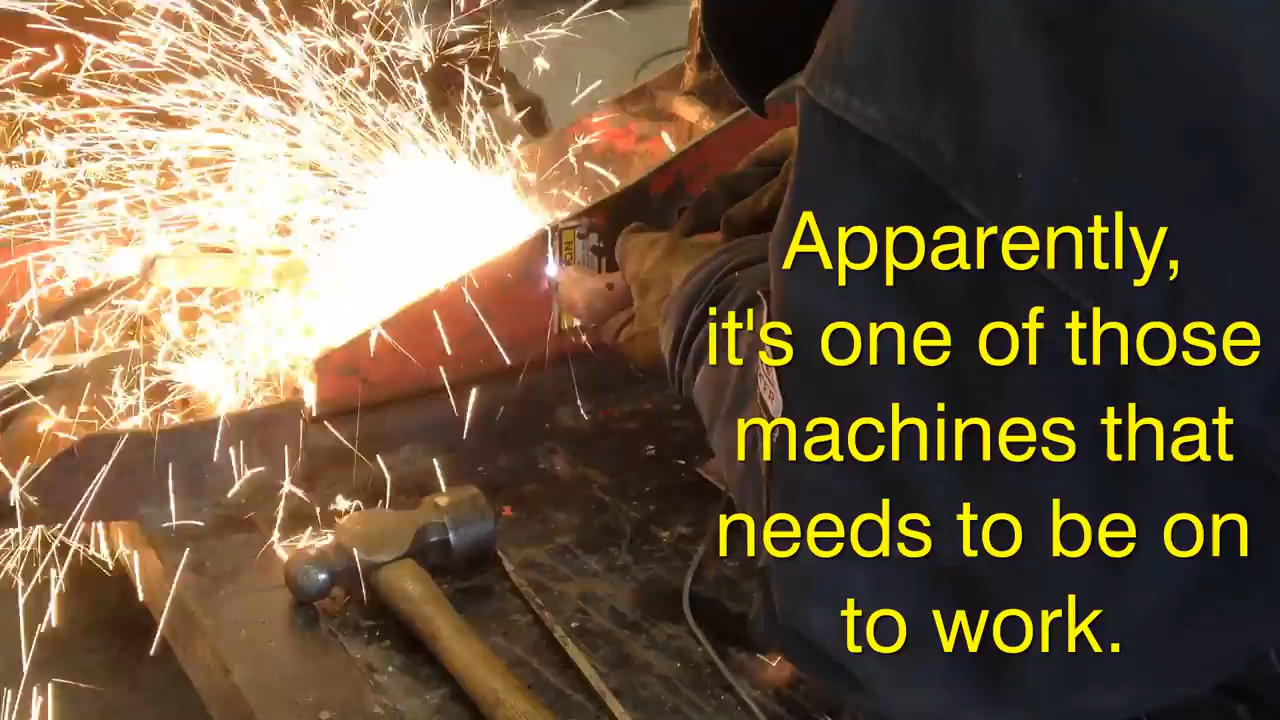 Apparently,
it's one of those
machines that
needs to be on
to work.